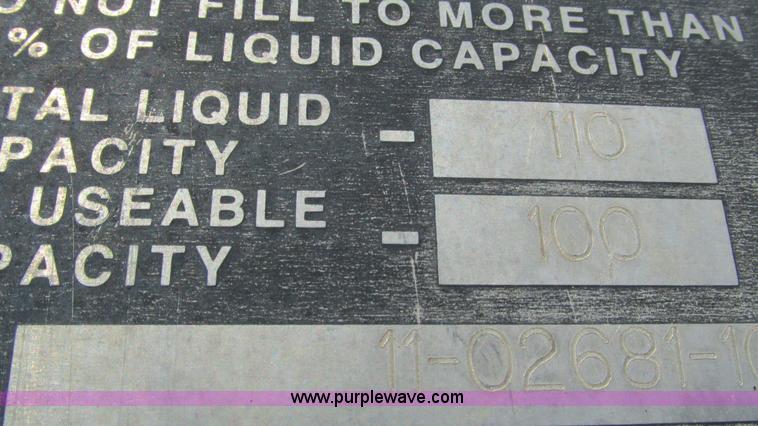 O NOT FILL TO MORE THAN
% OF LIQUID CAPACITY
TAL LIQUID
PACITY - 110
USEABLE
PACITY - 100
11-02681-10
www.purplewave.com